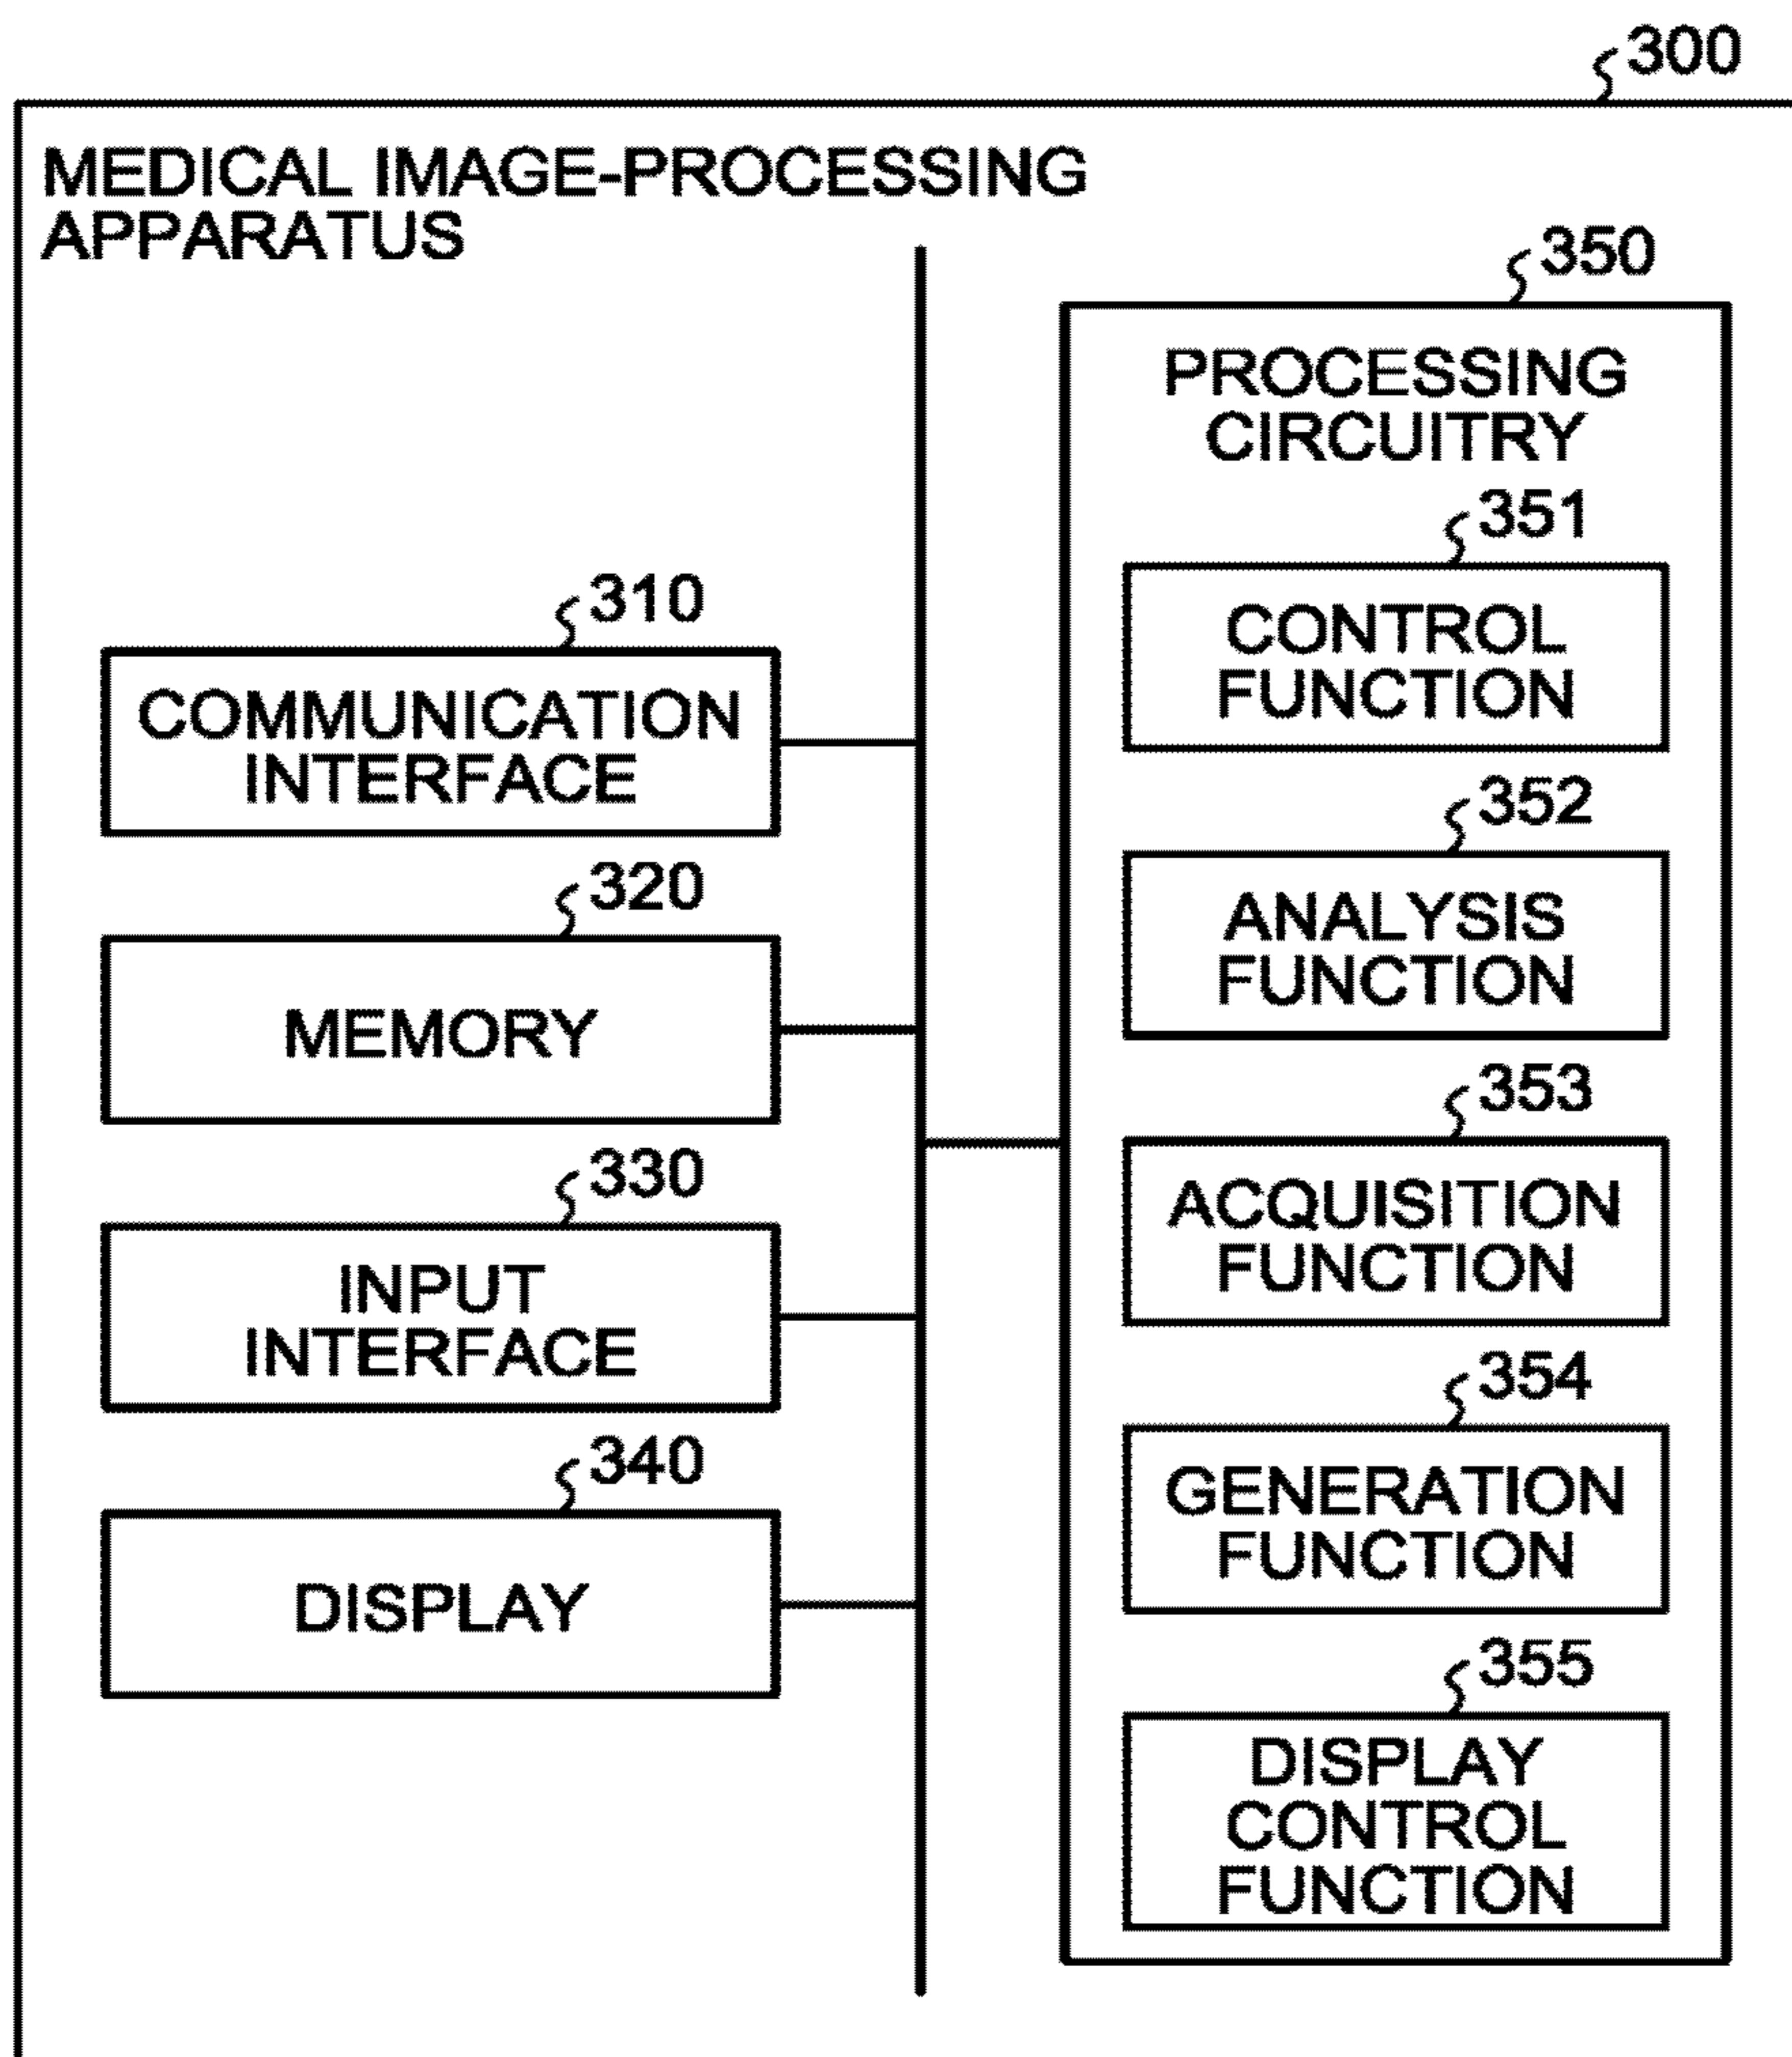 300
MEDICAL IMAGE-PROCESSING
APPARATUS
310
COMMUNICATION
INTERFACE
320
MEMORY
330
INPUT
INTERFACE
340
DISPLAY
350
PROCESSING
CIRCUITRY
351
CONTROL
FUNCTION
352
ANALYSIS
FUNCTION
353
ACQUISITION
FUNCTION
354
GENERATION
FUNCTION
355
DISPLAY
CONTROL
FUNCTION